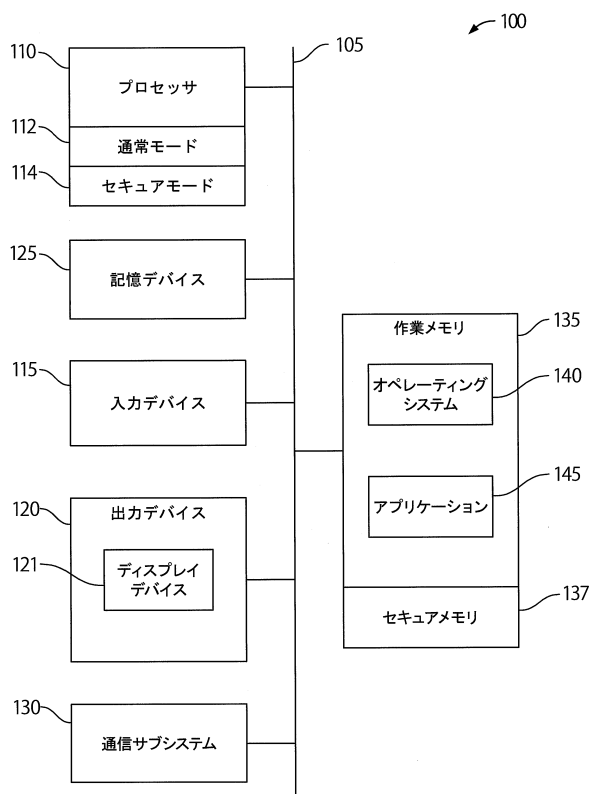 100
105
110
プロセッサ
112
通常モード
114
セキュアモード
125
記憶デバイス
115
入力デバイス
120
出力デバイス
121
ディスプレイ
デバイス
130
通信サブシステム
135
作業メモリ
140
オペレーティング
システム
145
アプリケーション
137
セキュアメモリ